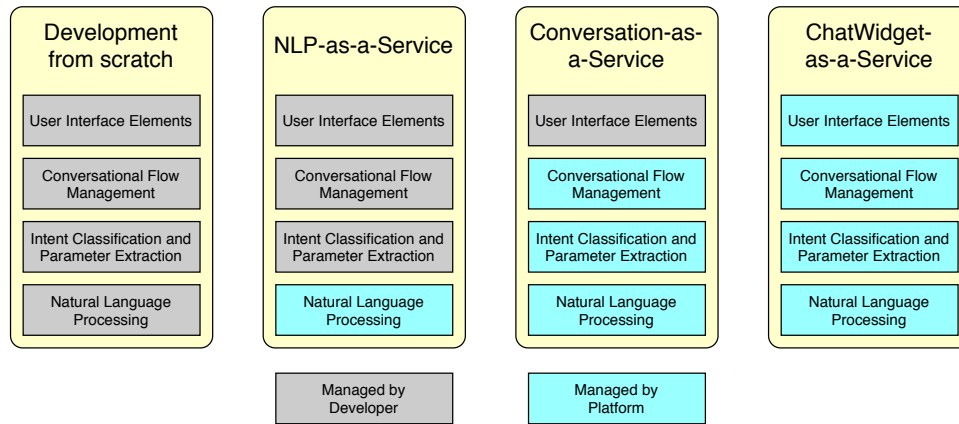 Development
from scratch
User Interface Elements
Conversational Flow
Management
Intent Classification and
Parameter Extraction
Natural Language
Processing
NLP-as-a-Service
User Interface Elements
Conversational Flow
Management
Intent Classification and
Parameter Extraction
Natural Language
Processing
Conversation-as-
a-Service
User Interface Elements
Conversational Flow
Management
Intent Classification and
Parameter Extraction
Natural Language
Processing
ChatWidget-
as-a-Service
User Interface Elements
Conversational Flow
Management
Intent Classification and
Parameter Extraction
Natural Language
Processing
Managed by
Developer
Managed by
Platform